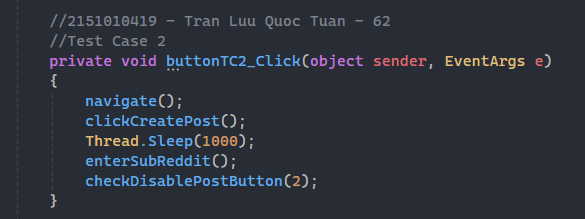 //2151010419 - Tran Luu Quoc Tuan - 62
//Test Case 2
private void buttonTC2_Click(object sender, EventArgs e)
{
navigate();
clickCreatePost();
Thread.Sleep(1000);
enterSubReddit();
checkDisablePostButton(2);
}